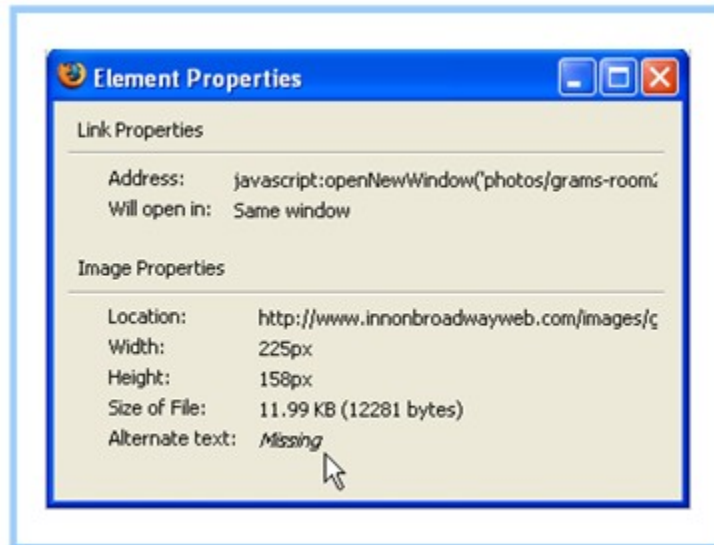 Element Properties
Link Properties
Address: javascript:openNewWindow('photos/grams-room2
Will open in: Same window
Image Properties
Location: http://www.innonbroadwayweb.com/images/g
Width: 225px
Height: 158px
Size of File: 11.99 KB (12281 bytes)
Alternate text: Missing